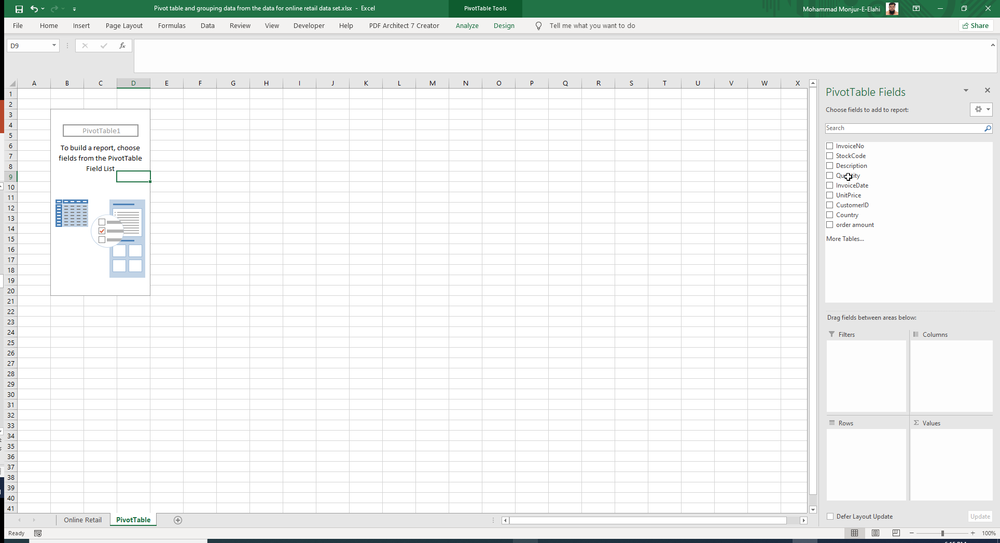 Pivot table and grouping data from the data for online retail data set.xlsx - Excel
PivotTable Tools
Mohammad Monjur-E-Elahi
File Home Insert Page Layout Formulas Data Review View Developer Help PDF Architect 7 Creator Analyze Design Tell me what you want to do Share
D9 fx
A B C D E F G H I J K L M N O P Q R S T U V W X
1
2
3
4
5
6
7
8
9
10
11
12
13
14
15
16
17
18
19
20
21
22
23
24
25
26
27
28
29
30
31
32
33
34
35
36
37
38
39
40
41
PivotTable1
To build a report, choose
fields from the PivotTable
Field List
PivotTable Fields
Choose fields to add to report:
Search
InvoiceNo
StockCode
Description
Quantity
InvoiceDate
UnitPrice
CustomerID
Country
order amount
More Tables...
Drag fields between areas below:
Filters
Columns
Rows
Σ Values
Defer Layout Update
Update
Online Retail
PivotTable
Ready
100%